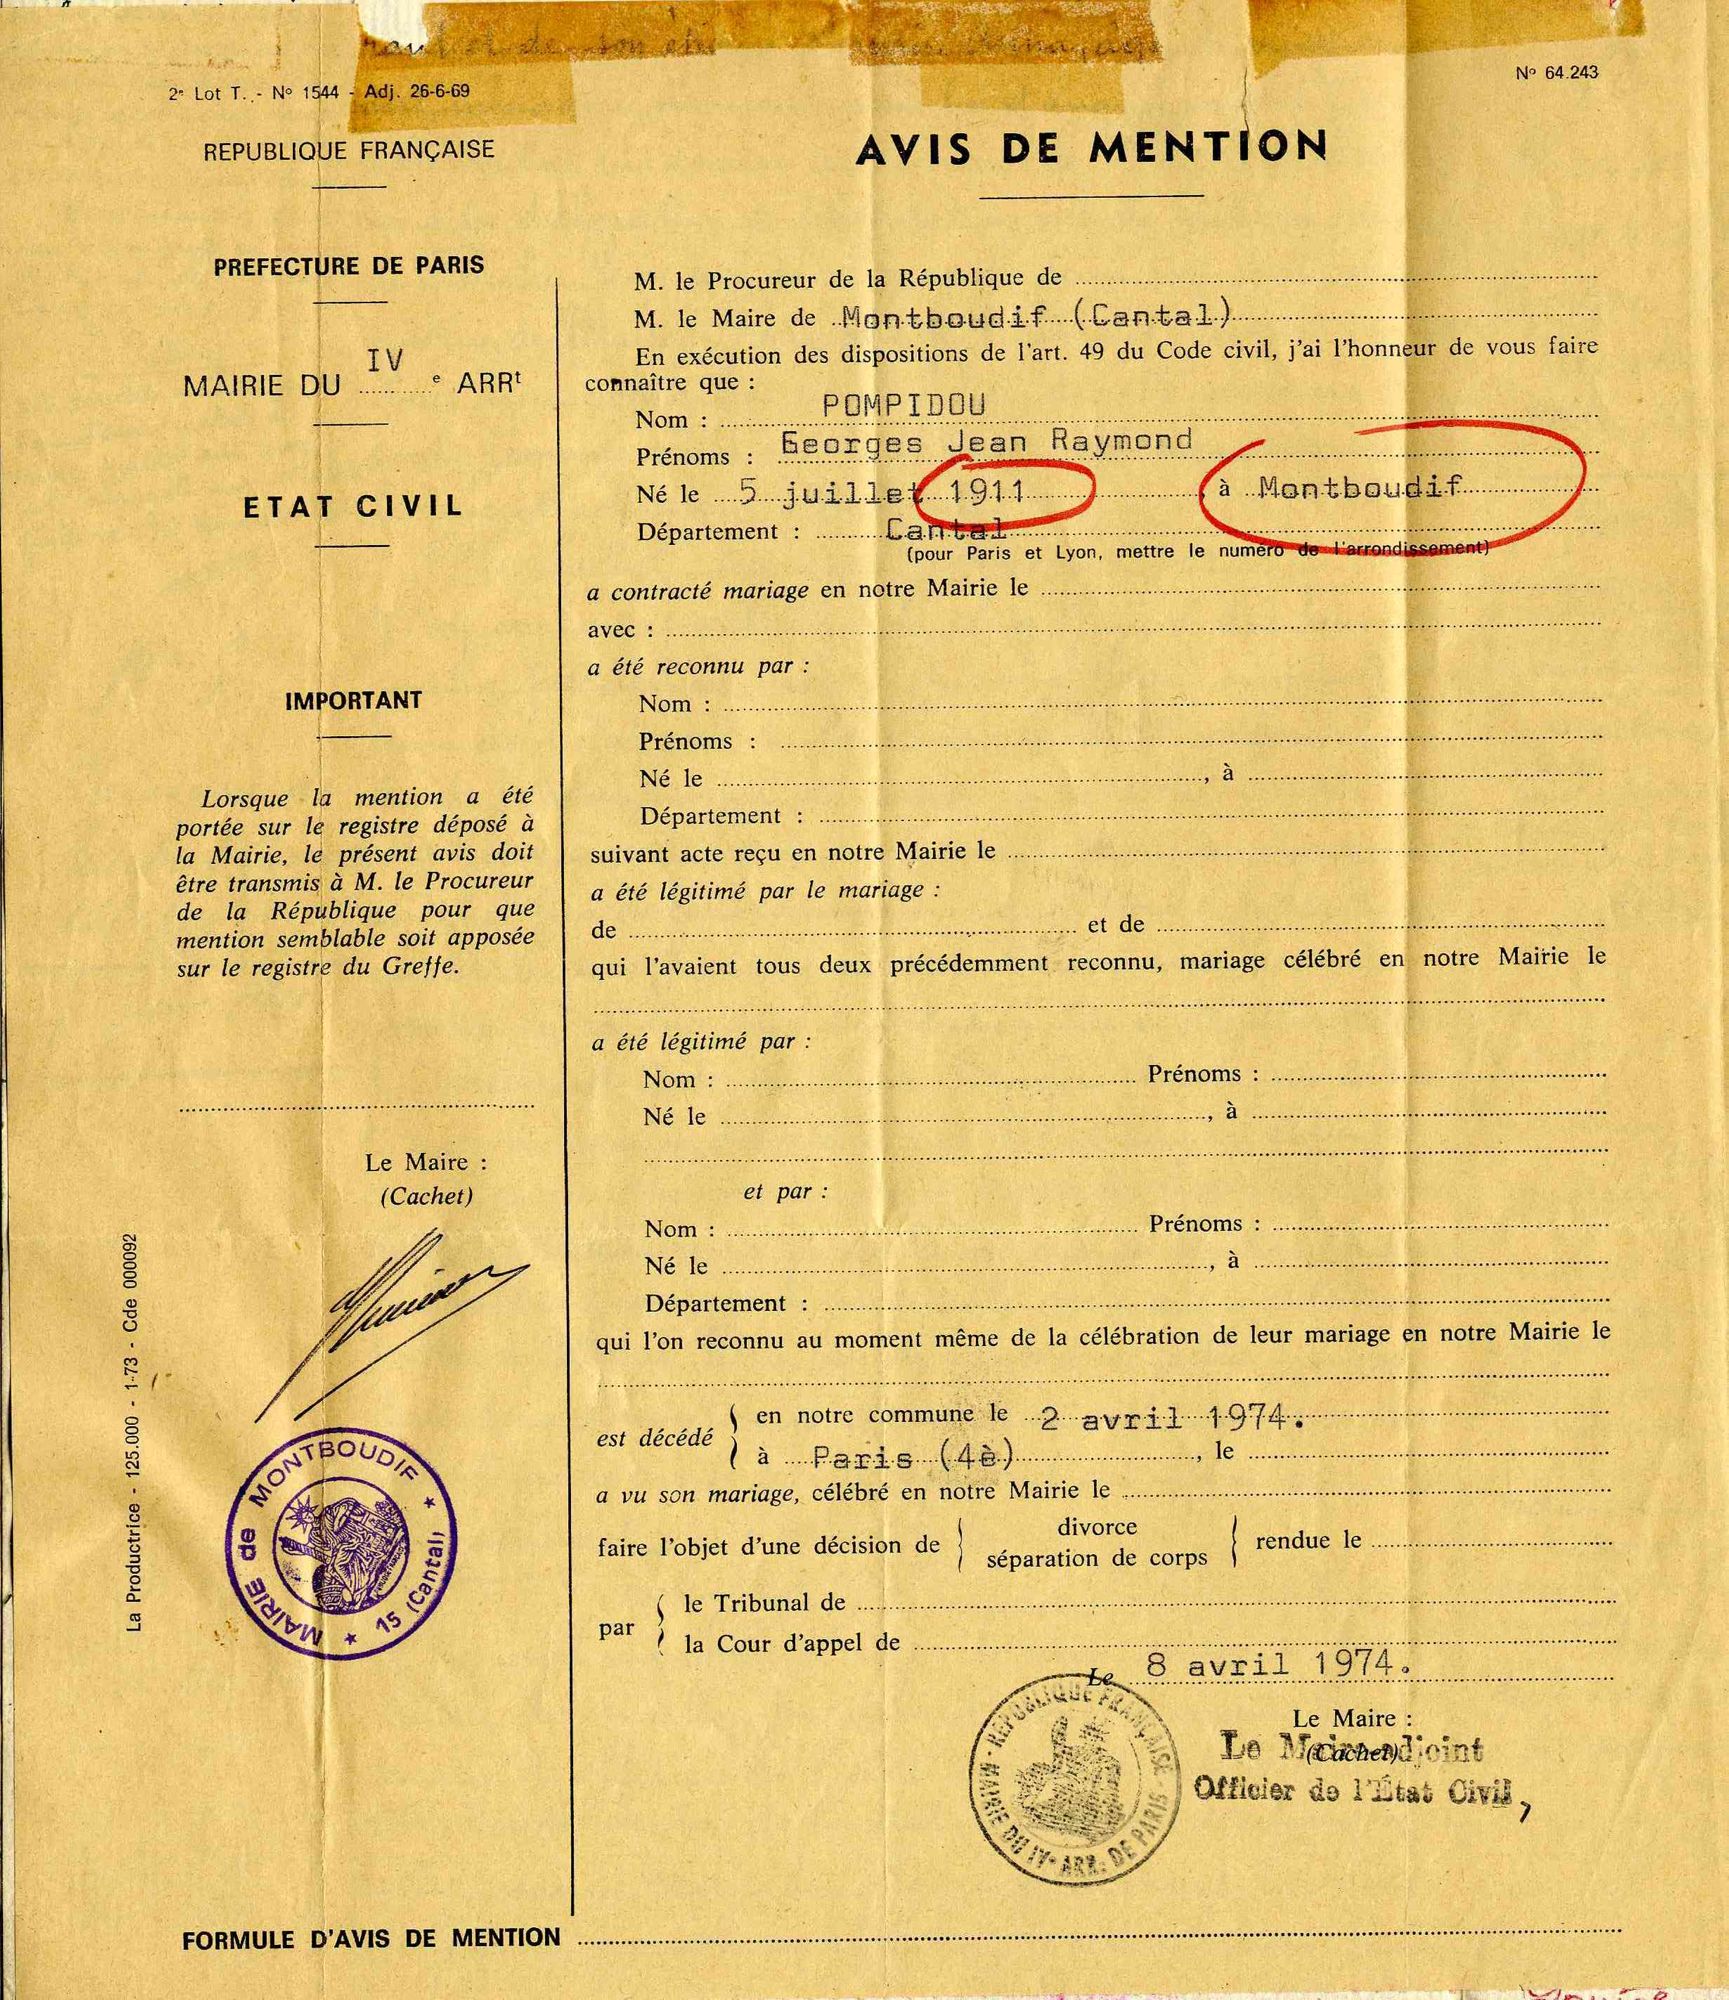 2e Lot T. - No 1544 - Adj. 26-6-69
No 64.243
REPUBLIQUE FRANÇAISE
PREFECTURE DE PARIS
MAIRIE DU IV e ARRt
ETAT CIVIL
IMPORTANT
Lorsque la mention a été
portée sur le registre déposé à
la Mairie, le présent avis doit
être transmis à M. le Procureur
de la République pour que
mention semblable soit apposée
sur le registre du Greffe.
Le Maire :
(Cachet)
MAIRIE de MONTBOUDIF
15 (Cantal)
La Productrice - 125.000 - 1-73 - Cde 000092
AVIS DE MENTION
M. le Procureur de la République de
M. le Maire de Montboudif (Cantal)
En exécution des dispositions de l'art. 49 du Code civil, j'ai l'honneur de vous faire
connaître que :
Nom : POMPIDOU
Prénoms : Georges Jean Raymond
Né le 5 juillet 1911, à Montboudif
Département : Cantal
(pour Paris et Lyon, mettre le numéro de l'arrondissement)
a contracté mariage en notre Mairie le
avec :
a été reconnu par :
Nom :
Prénoms :
Né le , à
Département :
suivant acte reçu en notre Mairie le
a été légitimé par le mariage :
de et de
qui l'avaient tous deux précédemment reconnu, mariage célébré en notre Mairie le
a été légitimé par :
Nom : Prénoms :
Né le , à
et par :
Nom : Prénoms :
Né le , à
Département :
qui l'on reconnu au moment même de la célébration de leur mariage en notre Mairie le
est décédé
en notre commune le 2 avril 1974.
à Paris (4è) , le
a vu son mariage, célébré en notre Mairie le
faire l'objet d'une décision de
divorce
séparation de corps
rendue le
par
le Tribunal de
la Cour d'appel de
Le 8 avril 1974.
REPUBLIQUE FRANÇAISE
MAIRIE DU IVe ARR. DE PARIS
Le Maire :
(Cachet)
Le Maire adjoint
Officier de l'État Civil,
FORMULE D'AVIS DE MENTION